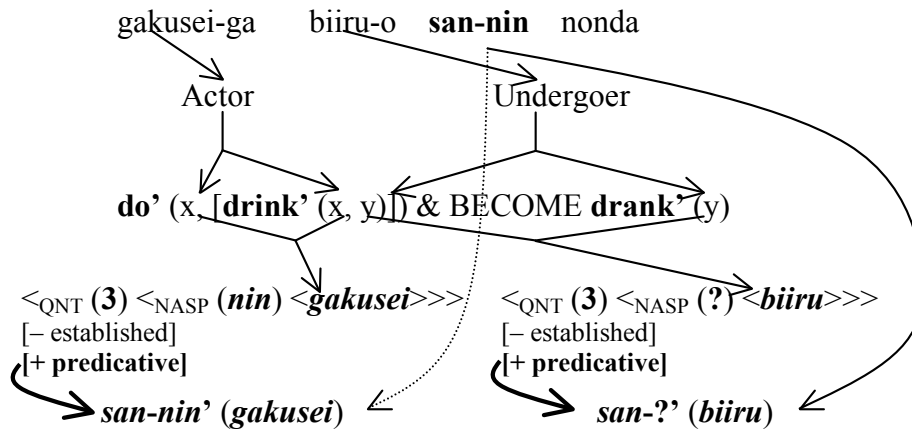 gakusei-ga biiru-o san-nin nonda
Actor Undergoer
do’ (x, [drink’ (x, y)]) & BECOME drank’ (y)
<QNT (3) <NASP (nin) <gakusei>>> <QNT (3) <NASP (?) <biiru>>>
[– established] [– established]
[+ predicative] [+ predicative]
san-nin’ (gakusei) san-?’ (biiru)